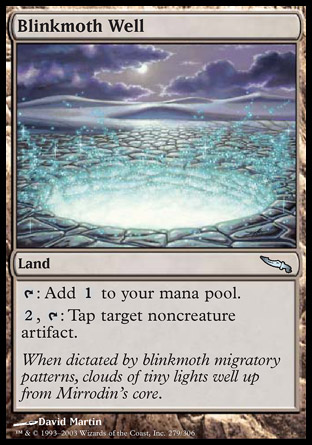 Blinkmoth Well
Land
: Add 1 to your mana pool.
2, : Tap target noncreature
artifact.
When dictated by blinkmoth migratory
patterns, clouds of tiny lights well up
from Mirrodin's core.
David Martin
™ & © 1993–2003 Wizards of the Coast, Inc. 279/306